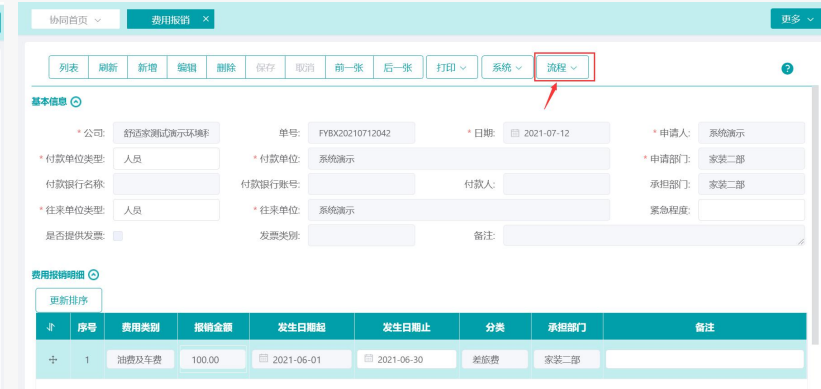 协同首页 费用报销 × 更多
列表 刷新 新增 编辑 删除 保存 取消 前一张 后一张 打印 系统 流程 ?
基本信息
* 公司: 舒适家测试演示环境 单号: FYBX20210712042 * 日期: 2021-07-12 * 申请人: 系统演示
* 付款单位类型: 人员 * 付款单位: 系统演示 * 申请部门: 家装二部
付款银行名称: 付款银行账号: 付款人: 承担部门: 家装二部
* 往来单位类型: 人员 * 往来单位: 系统演示 紧急程度:
是否提供发票: 发票类别: 备注:
费用报销明细
更新排序
序号 费用类别 报销金额 发生日期起 发生日期止 分类 承担部门 备注
1 油费及车费 100.00 2021-06-01 2021-06-30 差旅费 家装二部